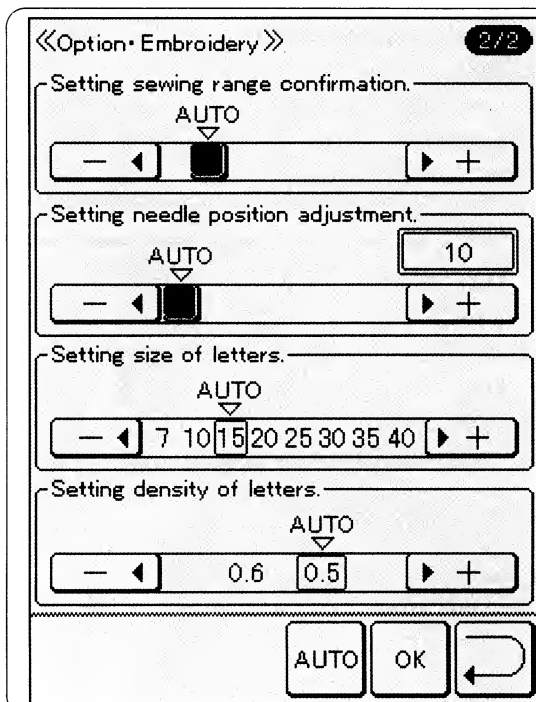 ≪Option・Embroidery≫ 2/2
Setting sewing range confirmation.
AUTO
− +
Setting needle position adjustment.
AUTO 10
− +
Setting size of letters.
AUTO
− 7 10 15 20 25 30 35 40 +
Setting density of letters.
AUTO
− 0.6 0.5 +
AUTO OK